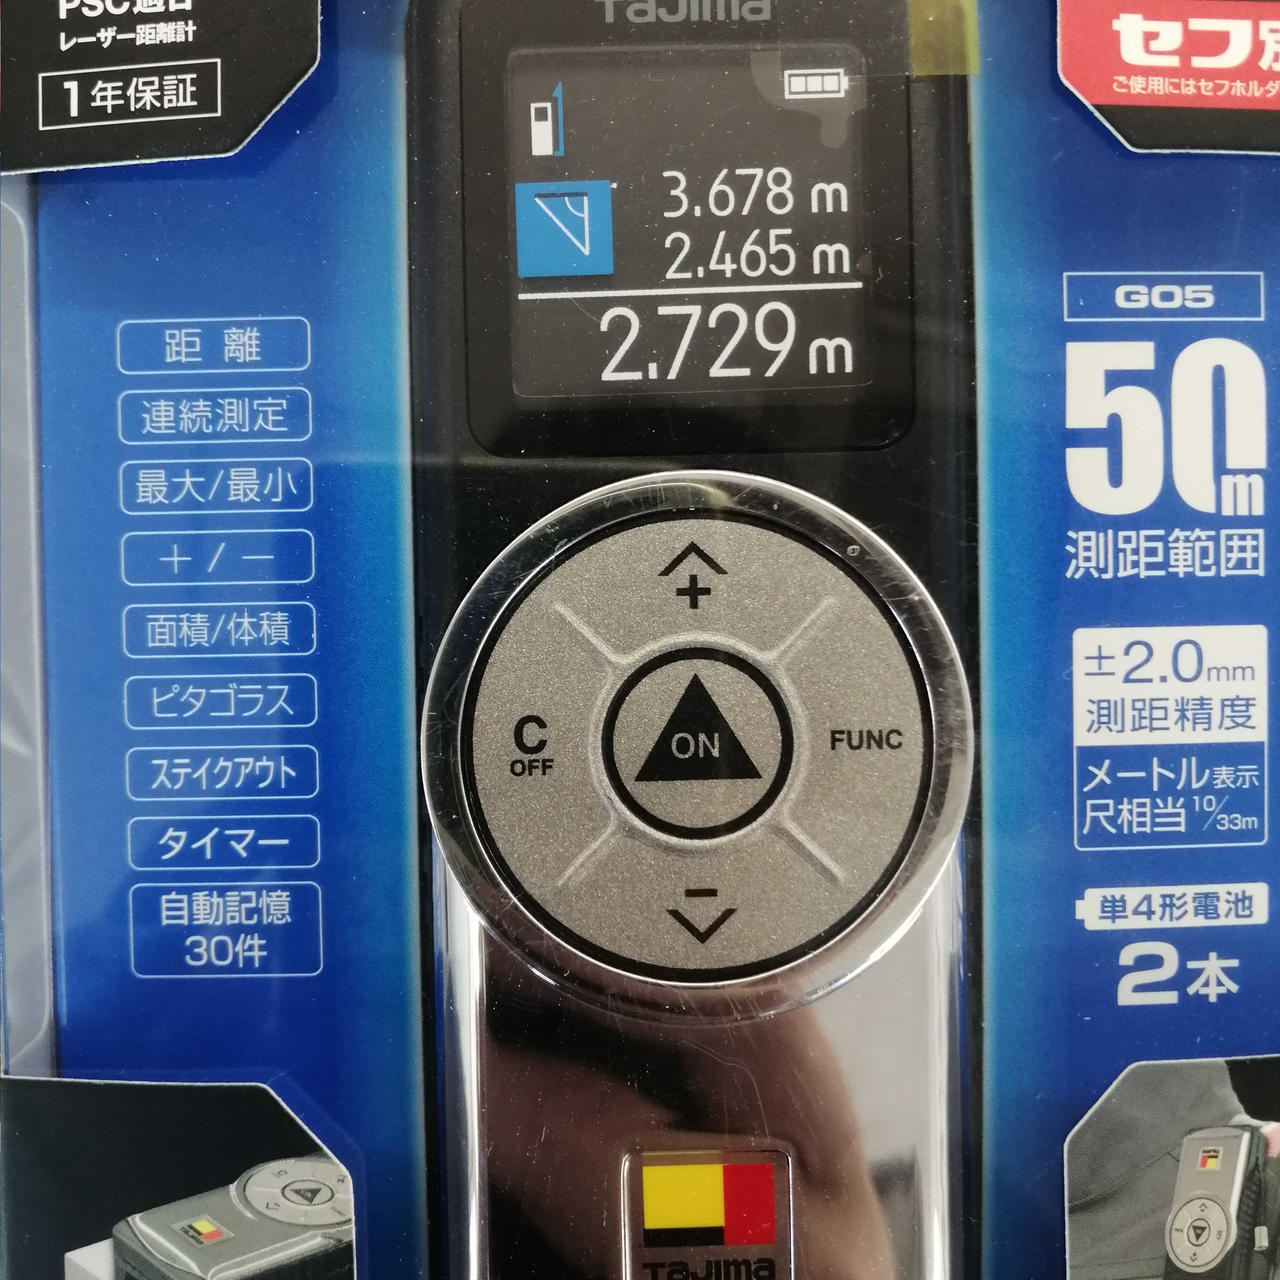 PSC適合
レーザー距離計
1年保証
Tajima
セフ別
ご使用にはセフホルダ
3.678 m
2.465 m
2.729 m
距離
連続測定
最大/最小
+/−
面積/体積
ピタゴラス
ステイクアウト
タイマー
自動記憶
30件
+
C
OFF
ON
FUNC
−
G05
50m
測距範囲
±2.0mm
測距精度
メートル表示
尺相当10/33m
単4形電池
2本
Tajima